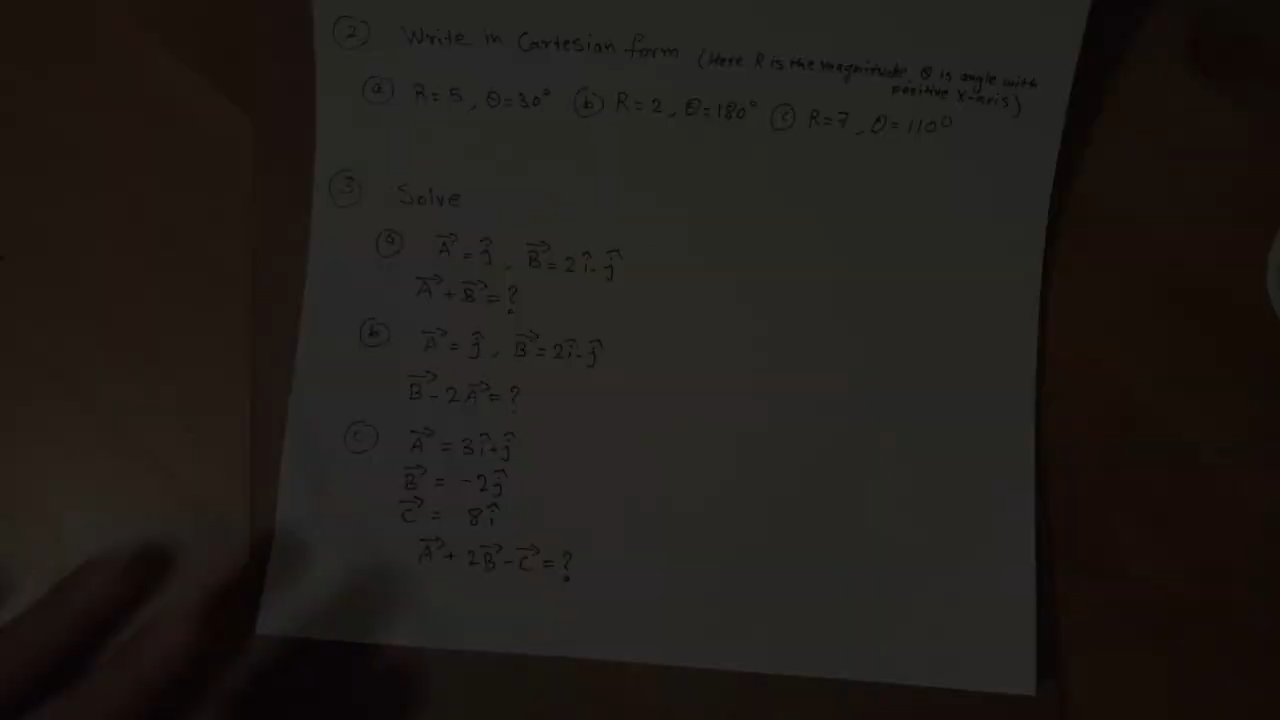 ② Write in Cartesian form (Here R is the magnitude, θ is angle with
positive X-axis)
ⓐ R = 5, θ = 30° ⓑ R = 2, θ = 180° ⓒ R = 7, θ = 110°
③ Solve
ⓐ A⃗ = ĵ, B⃗ = 2î - ĵ
A⃗ + B⃗ = ?
ⓑ A⃗ = ĵ, B⃗ = 2î - ĵ
B⃗ - 2A⃗ = ?
ⓒ A⃗ = 3î + ĵ
B⃗ = -2ĵ
C⃗ = 8î
A⃗ + 2B⃗ - C⃗ = ?